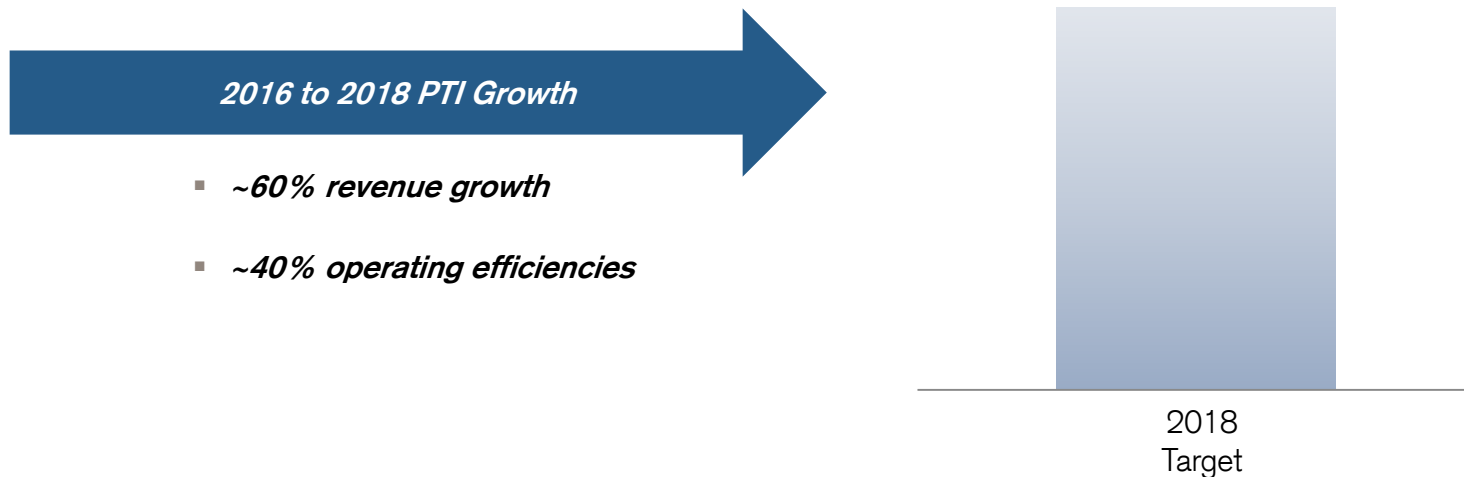 2016 to 2018 PTI Growth
▪ ~60% revenue growth
▪ ~40% operating efficiencies
2018
Target